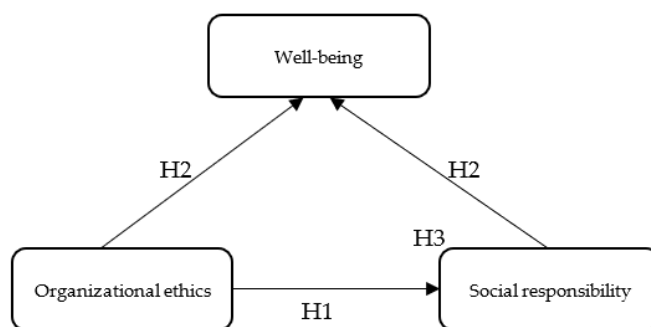 Well-being
H2
H2
H3
Organizational ethics
Social responsibility
H1